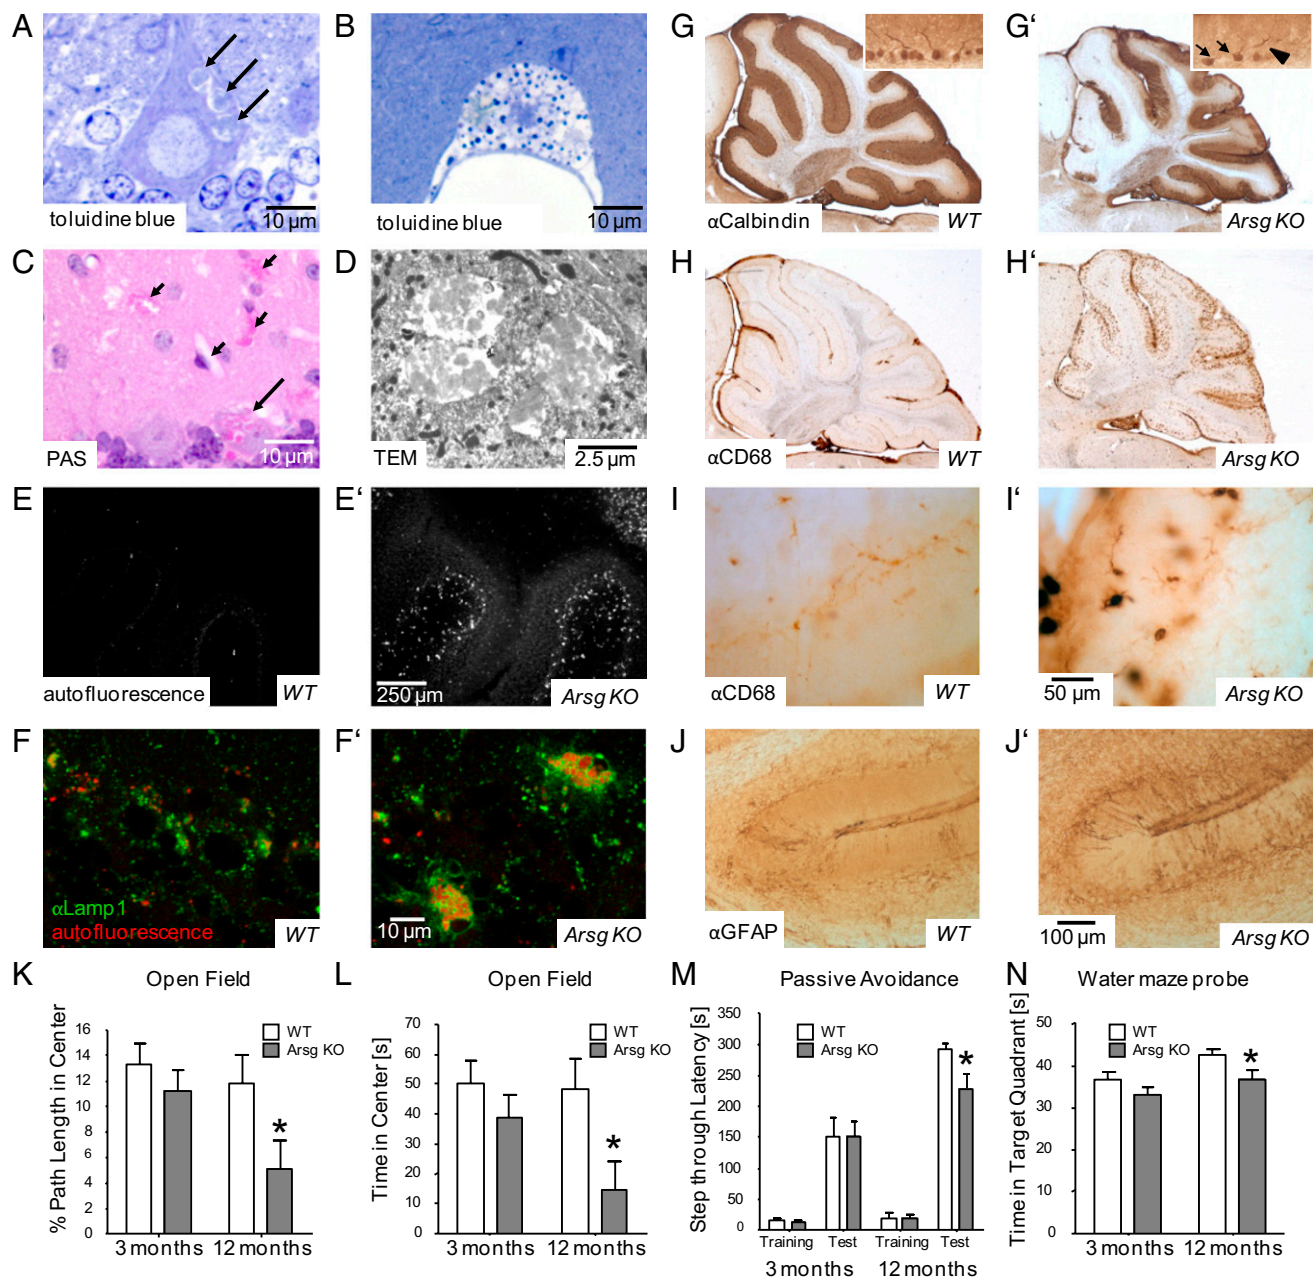 A
toluidine blue
10 µm
B
toluidine blue
10 µm
G
αCalbindin
WT
G'
Arsg KO
C
PAS
10 µm
D
TEM
2.5 µm
H
αCD68
WT
H'
Arsg KO
E
autofluorescence
WT
E'
250 µm
Arsg KO
I
αCD68
WT
I'
50 µm
Arsg KO
F
αLamp1
autofluorescence
WT
F'
10 µm
Arsg KO
J
αGFAP
WT
J'
100 µm
Arsg KO
K
Open Field
% Path Length in Center
16
14
12
10
8
6
4
2
0
WT
Arsg KO
*
3 months
12 months
L
Open Field
Time in Center [s]
70
60
50
40
30
20
10
0
WT
Arsg KO
*
3 months
12 months
M
Passive Avoidance
Step through Latency [s]
350
300
250
200
150
100
50
0
WT
Arsg KO
*
Training
Test
Training
Test
3 months
12 months
N
Water maze probe
Time in Target Quadrant [s]
50
40
30
20
10
0
WT
Arsg KO
*
3 months
12 months